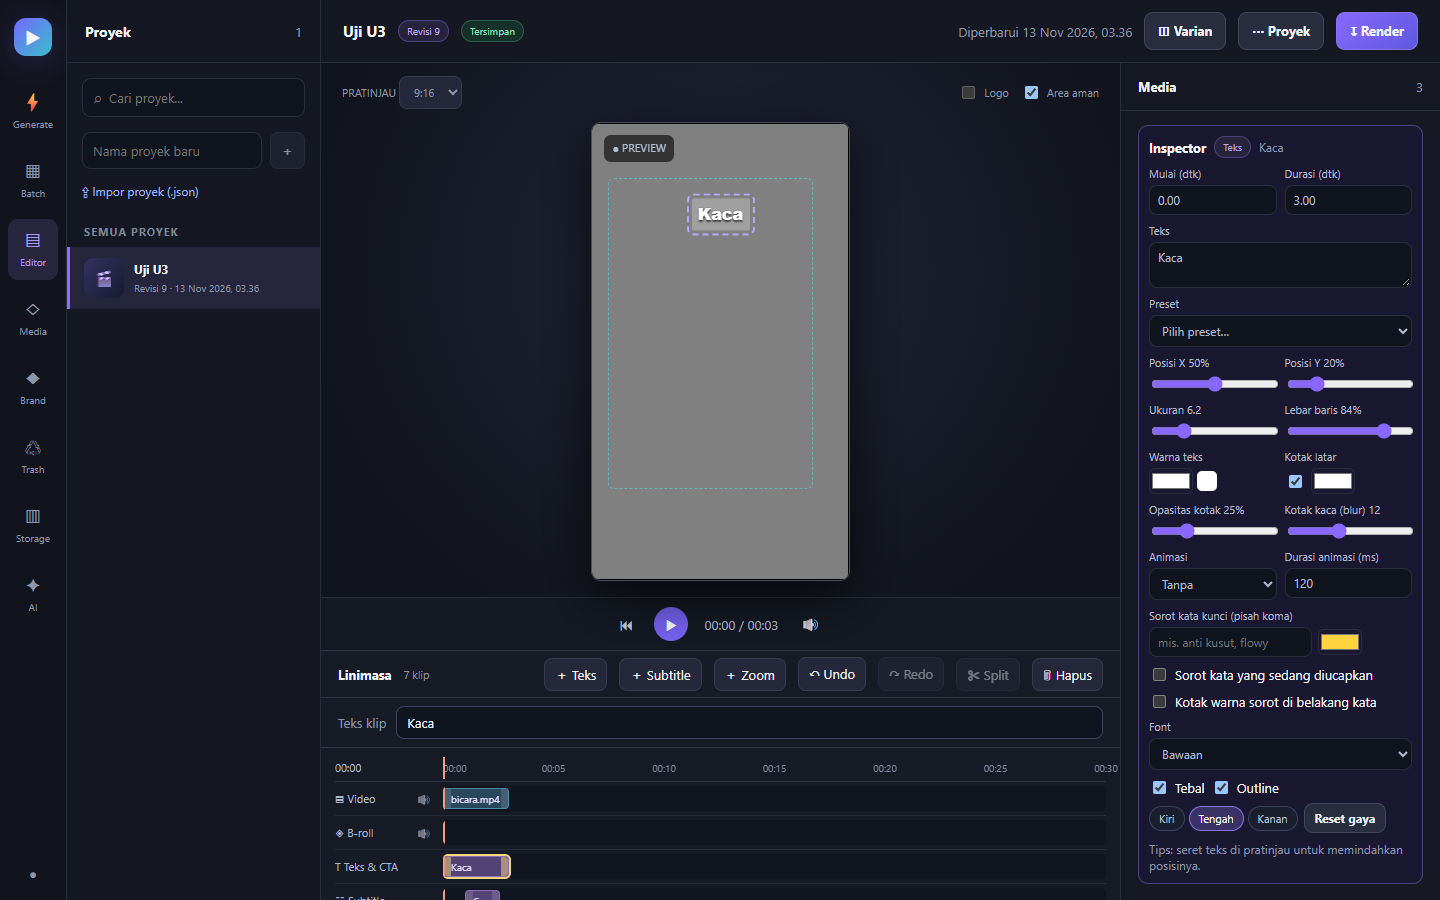 Generate
Batch
Editor
Media
Brand
Trash
Storage
AI
Proyek
1
Cari proyek...
Nama proyek baru
+
Impor proyek (.json)
SEMUA PROYEK
Uji U3
Revisi 9 · 13 Nov 2026, 03.36
Uji U3
Revisi 9
Tersimpan
Diperbarui 13 Nov 2026, 03.36
Varian
Proyek
Render
PRATINJAU
9:16
Logo
Area aman
PREVIEW
Kaca
00:00 / 00:03
Linimasa
7 klip
+ Teks
+ Subtitle
+ Zoom
Undo
Redo
Split
Hapus
Teks klip
Kaca
00:00
00:00
00:05
00:10
00:15
00:20
00:25
00:30
Video
bicara.mp4
B-roll
T Teks & CTA
Kaca
Media
3
Inspector
Teks
Kaca
Mulai (dtk)
Durasi (dtk)
0.00
3.00
Teks
Kaca
Preset
Pilih preset...
Posisi X 50%
Posisi Y 20%
Ukuran 6.2
Lebar baris 84%
Warna teks
Kotak latar
Opasitas kotak 25%
Kotak kaca (blur) 12
Animasi
Durasi animasi (ms)
Tanpa
120
Sorot kata kunci (pisah koma)
mis. anti kusut, flowy
Sorot kata yang sedang diucapkan
Kotak warna sorot di belakang kata
Font
Bawaan
Tebal
Outline
Kiri
Tengah
Kanan
Reset gaya
Tips: seret teks di pratinjau untuk memindahkan
posisinya.